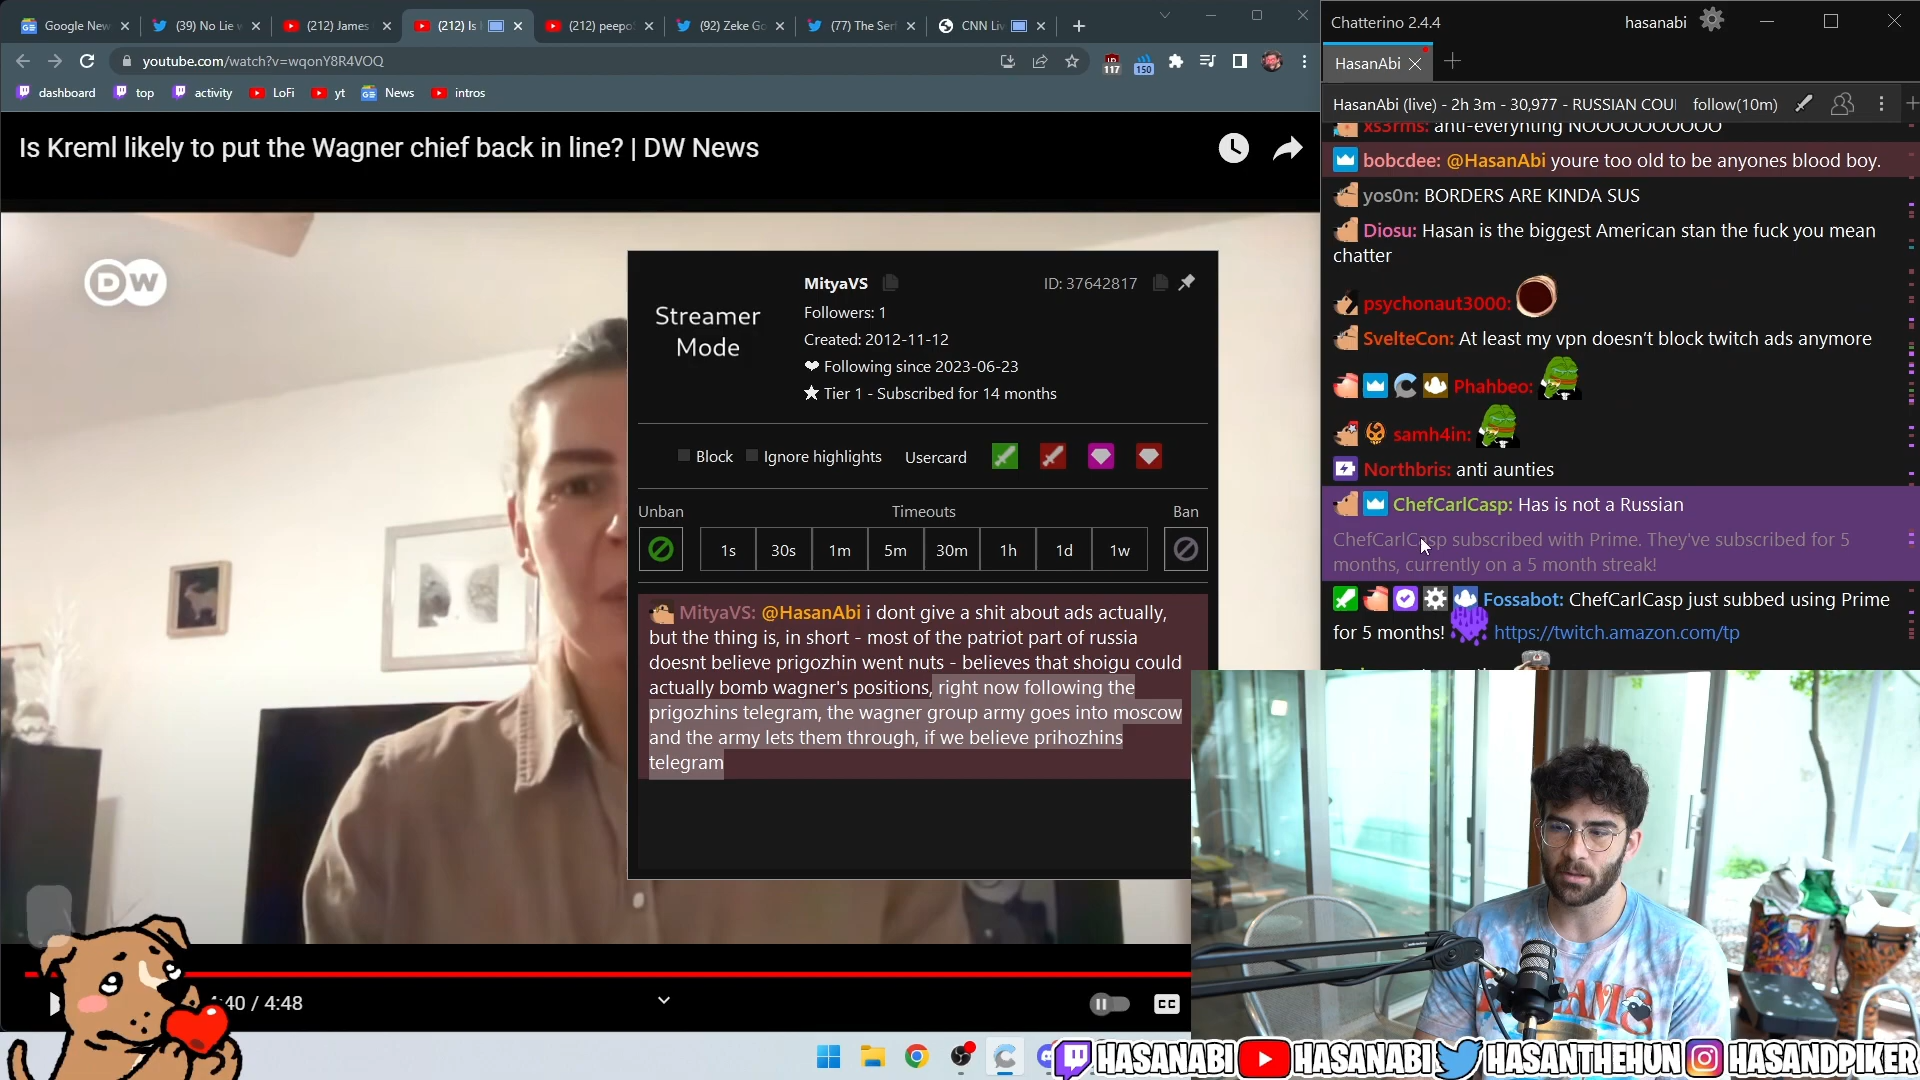 Google New
(39) No Lie w
(212) James
(212) Is
(212) peepo
(92) Zeke Go
(77) The Ser
CNN Liv
youtube.com/watch?v=wqonY8R4VOQ
117
150
dashboard
top
activity
LoFi
yt
News
intros
Is Kreml likely to put the Wagner chief back in line? | DW News
DW
Streamer
Mode
MityaVS
ID: 37642817
Followers: 1
Created: 2012-11-12
Following since 2023-06-23
Tier 1 - Subscribed for 14 months
Block
Ignore highlights
Usercard
Unban
Timeouts
Ban
1s
30s
1m
5m
30m
1h
1d
1w
MityaVS: @HasanAbi i dont give a shit about ads actually,
but the thing is, in short - most of the patriot part of russia
doesnt believe prigozhin went nuts - believes that shoigu could
actually bomb wagner's positions, right now following the
prigozhins telegram, the wagner group army goes into moscow
and the army lets them through, if we believe prihozhins
telegram
4:40 / 4:48
CC
Chatterino 2.4.4
hasanabi
HasanAbi
HasanAbi (live) - 2h 3m - 30,977 - RUSSIAN COU
follow(10m)
xs3rms: anti-everynting NOOOOOOOOOO
bobcdee: @HasanAbi youre too old to be anyones blood boy.
yos0n: BORDERS ARE KINDA SUS
Diosu: Hasan is the biggest American stan the fuck you mean
chatter
psychonaut3000:
SvelteCon: At least my vpn doesn't block twitch ads anymore
Phahbeo:
samh4in:
Northbris: anti aunties
ChefCarlCasp: Has is not a Russian
ChefCarlCasp subscribed with Prime. They've subscribed for 5
months, currently on a 5 month streak!
Fossabot: ChefCarlCasp just subbed using Prime
for 5 months! https://twitch.amazon.com/tp
HASANABI
HASANABI
HASANTHEHUN
HASANDPIKER